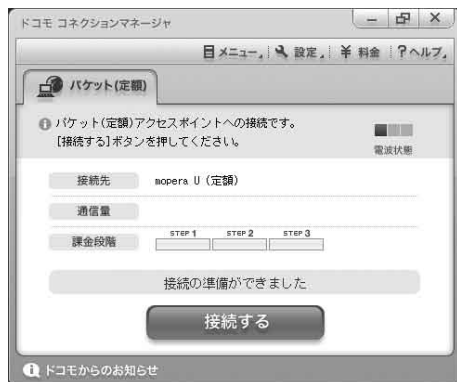 ドコモ コネクションマネージャ
メニュー 設定 ¥ 料金 ? ヘルプ
パケット(定額)
パケット(定額)アクセスポイントへの接続です。
[接続する]ボタンを押してください。
電波状態
接続先 mopera U (定額)
通信量
課金段階 STEP 1 STEP 2 STEP 3
接続の準備ができました
接続する
ドコモからのお知らせ